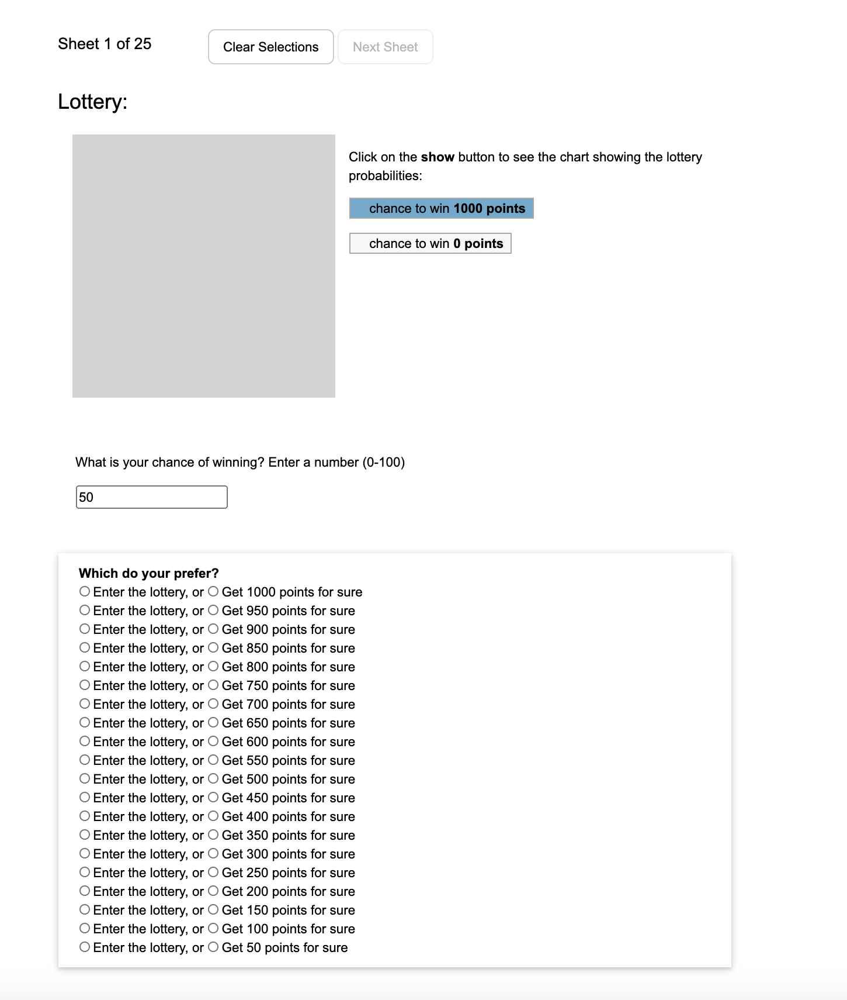 Sheet 1 of 25
Clear Selections
Next Sheet
Lottery:
Click on the show button to see the chart showing the lottery
probabilities:
chance to win 1000 points
chance to win 0 points
What is your chance of winning? Enter a number (0-100)
50
Which do your prefer?
Enter the lottery, or Get 1000 points for sure
Enter the lottery, or Get 950 points for sure
Enter the lottery, or Get 900 points for sure
Enter the lottery, or Get 850 points for sure
Enter the lottery, or Get 800 points for sure
Enter the lottery, or Get 750 points for sure
Enter the lottery, or Get 700 points for sure
Enter the lottery, or Get 650 points for sure
Enter the lottery, or Get 600 points for sure
Enter the lottery, or Get 550 points for sure
Enter the lottery, or Get 500 points for sure
Enter the lottery, or Get 450 points for sure
Enter the lottery, or Get 400 points for sure
Enter the lottery, or Get 350 points for sure
Enter the lottery, or Get 300 points for sure
Enter the lottery, or Get 250 points for sure
Enter the lottery, or Get 200 points for sure
Enter the lottery, or Get 150 points for sure
Enter the lottery, or Get 100 points for sure
Enter the lottery, or Get 50 points for sure